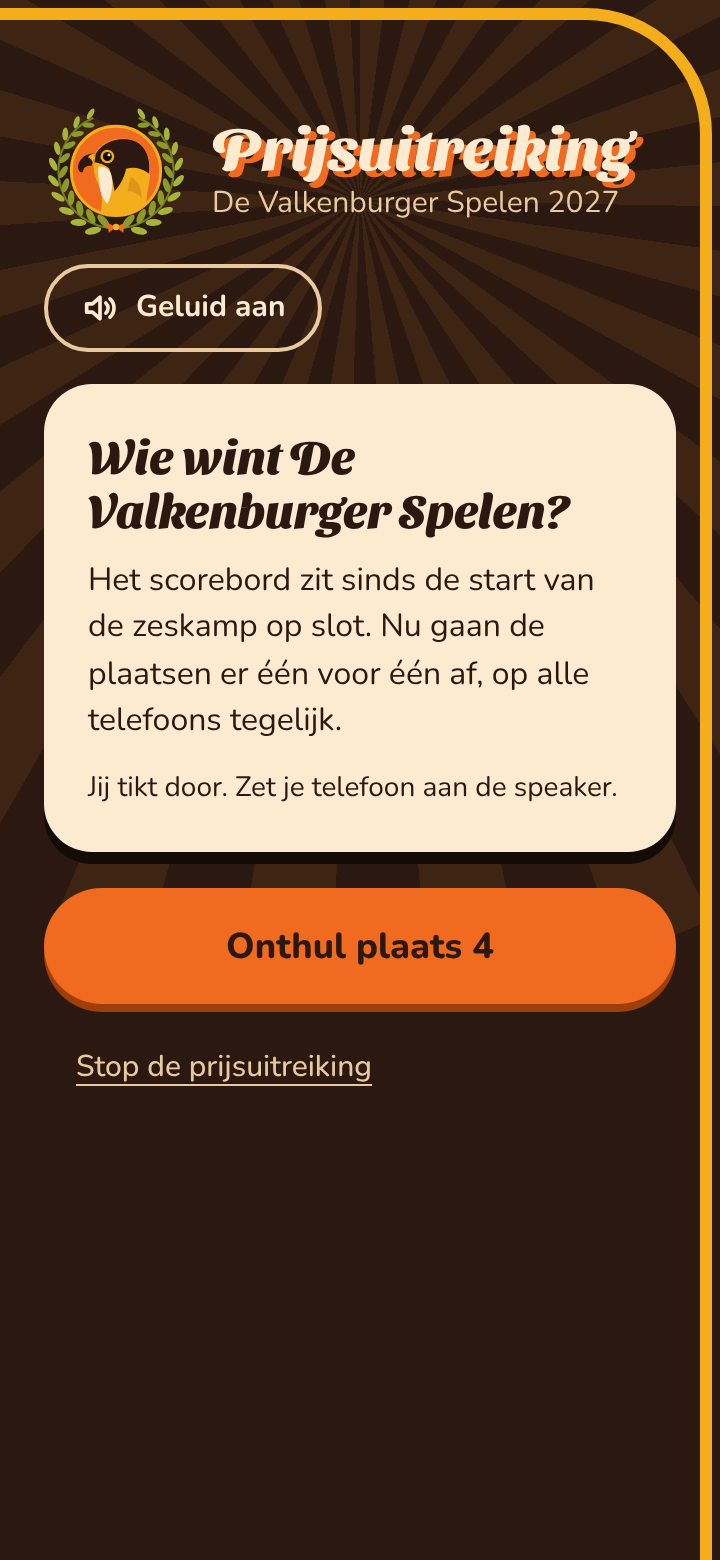 Prijsuitreiking
De Valkenburger Spelen 2027
Geluid aan
Wie wint De
Valkenburger Spelen?
Het scorebord zit sinds de start van
de zeskamp op slot. Nu gaan de
plaatsen er één voor één af, op alle
telefoons tegelijk.
Jij tikt door. Zet je telefoon aan de speaker.
Onthul plaats 4
Stop de prijsuitreiking